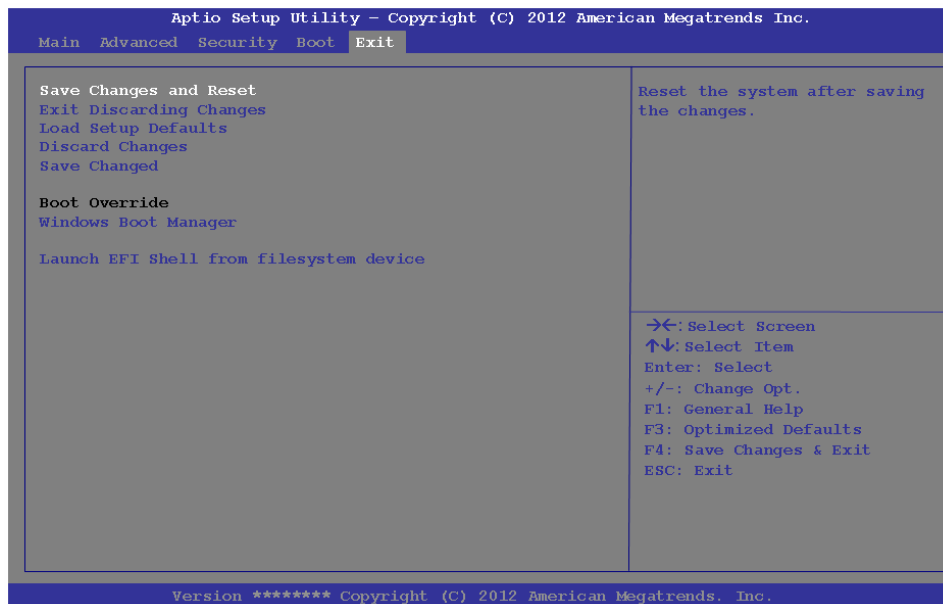 Aptio Setup Utility – Copyright (C) 2012 American Megatrends Inc.
Main Advanced Security Boot Exit
Save Changes and Reset
Exit Discarding Changes
Load Setup Defaults
Discard Changes
Save Changed
Boot Override
Windows Boot Manager
Launch EFI Shell from filesystem device
Reset the system after saving
the changes.
→←: Select Screen
↑↓: Select Item
Enter: Select
+/-: Change Opt.
F1: General Help
F3: Optimized Defaults
F4: Save Changes & Exit
ESC: Exit
Version ******** Copyright (C) 2012 American Megatrends. Inc.